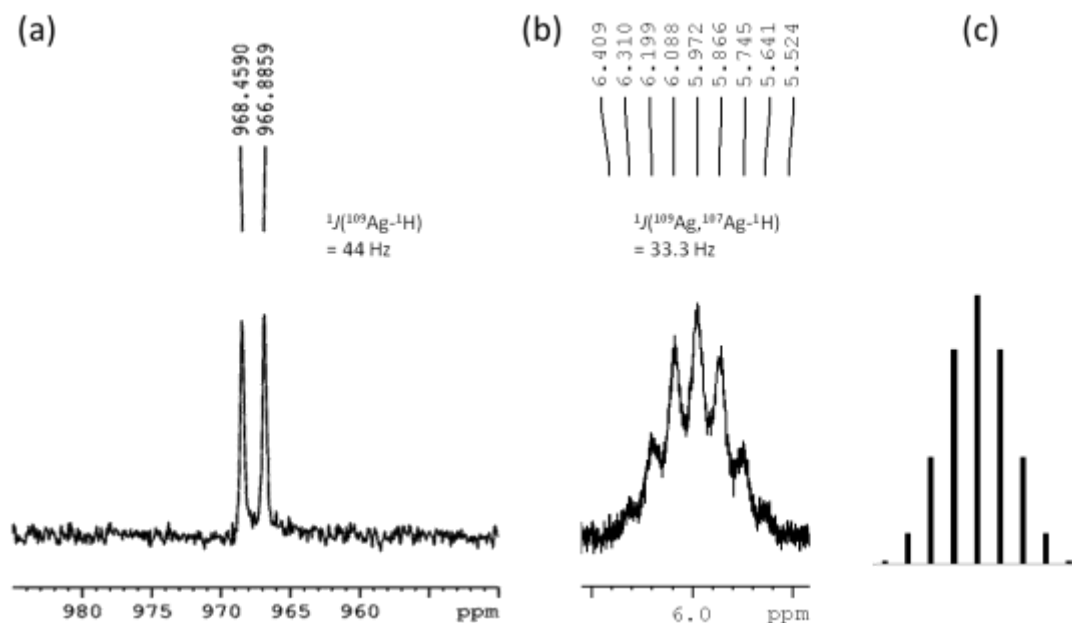 (a)
968.4590
966.8859
¹J(¹⁰⁹Ag-¹H)
= 44 Hz
980 975 970 965 960 ppm
(b)
6.409
6.310
6.199
6.088
5.972
5.866
5.745
5.641
5.524
¹J(¹⁰⁹Ag,¹⁰⁷Ag-¹H)
= 33.3 Hz
6.0 ppm
(c)